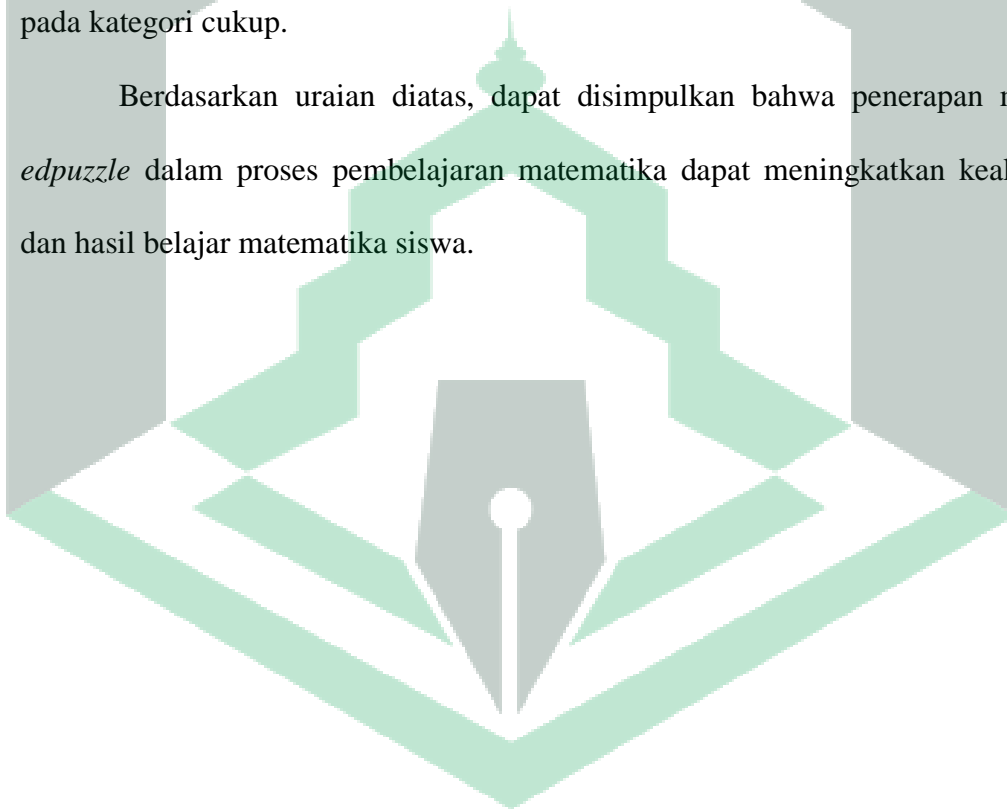 pada kategori cukup.
Berdasarkan uraian diatas, dapat disimpulkan bahwa penerapan
edpuzzle dalam proses pembelajaran matematika dapat meningkatkan
dan hasil belajar matematika siswa.